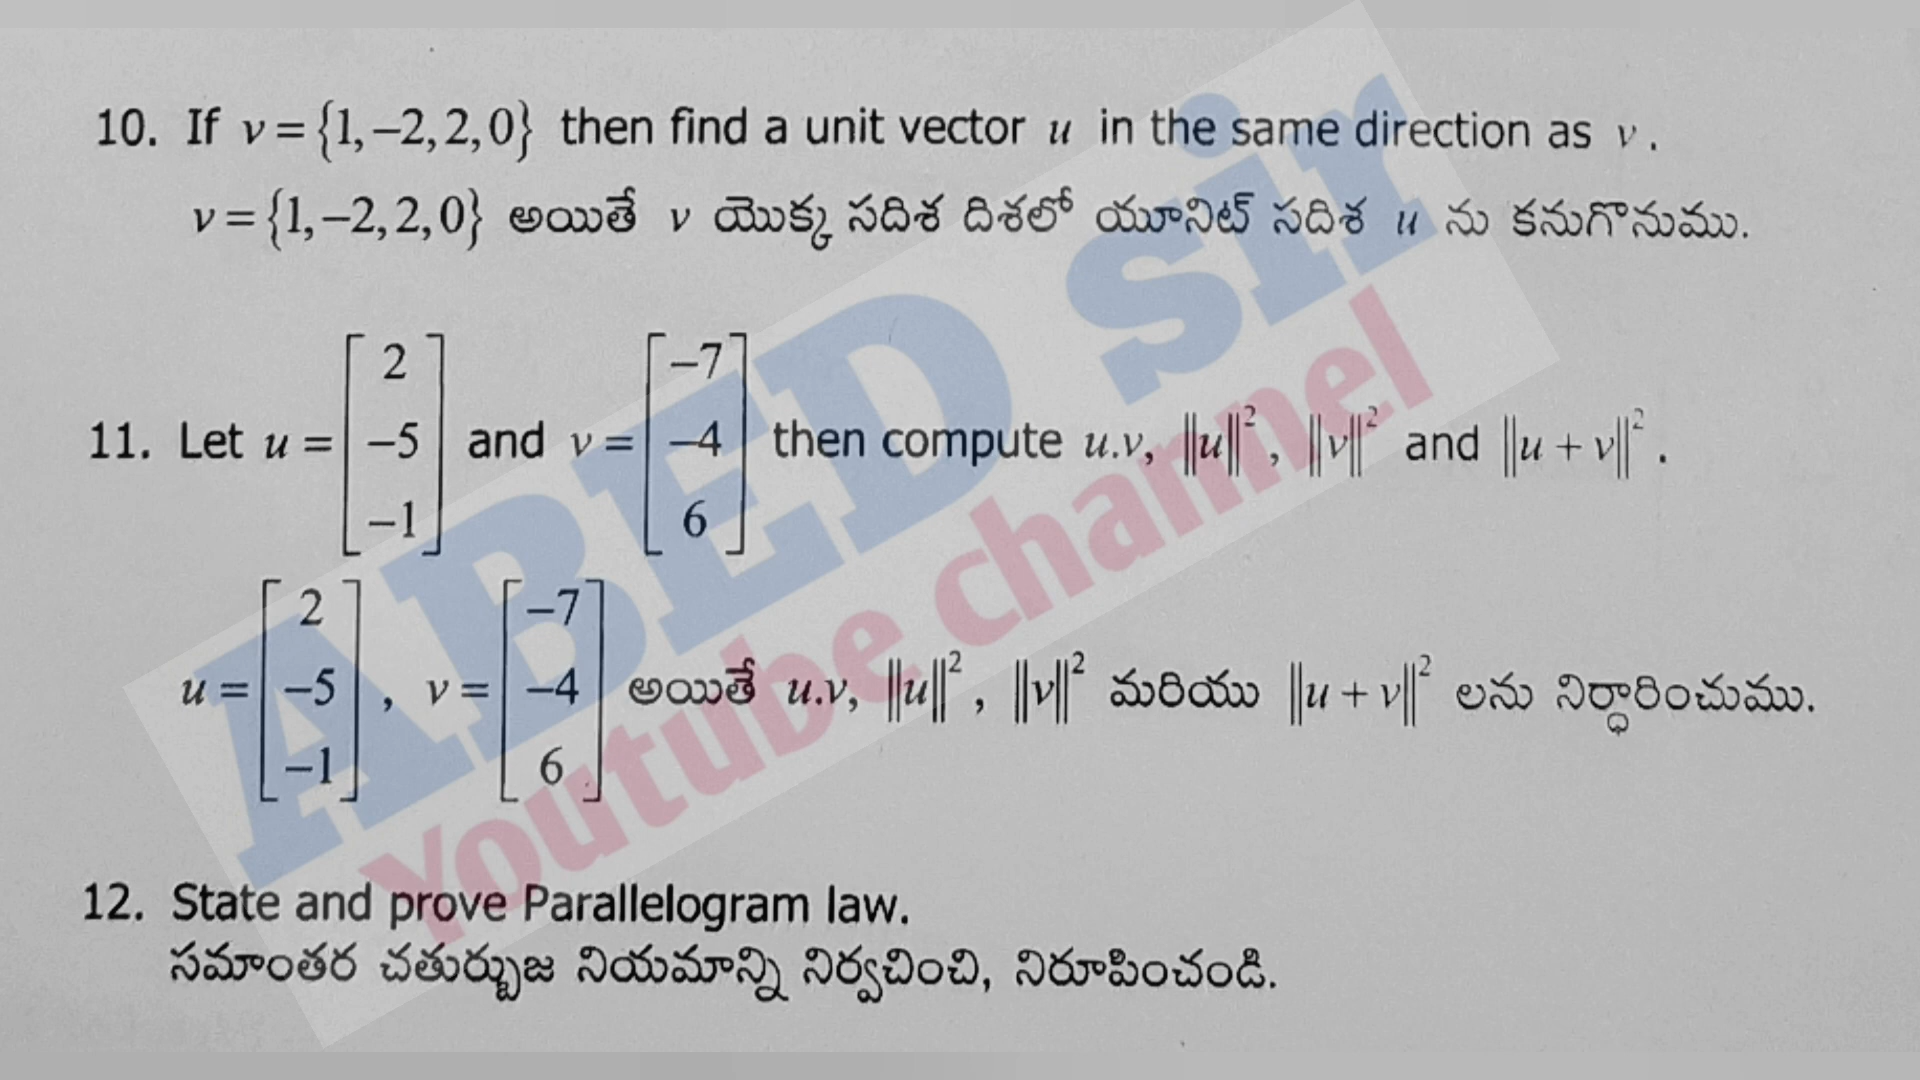 10. If v = {1, –2, 2, 0} then find a unit vector u in the same direction as v .
v = {1, –2, 2, 0} అయితే v యొక్క సదిశ దిశలో యూనిట్ సదిశ u ను కనుగొనుము.
11. Let u = [2 –5 –1] and v = [–7 –4 6] then compute u.v, ‖u‖², ‖v‖² and ‖u + v‖² .
u = [2 –5 –1] , v = [–7 –4 6] అయితే u.v, ‖u‖², ‖v‖² మరియు ‖u + v‖² లను నిర్ధారించుము.
12. State and prove Parallelogram law.
సమాంతర చతుర్భుజ నియమాన్ని నిర్వచించి, నిరూపించండి.
ABED sir
Youtube channel